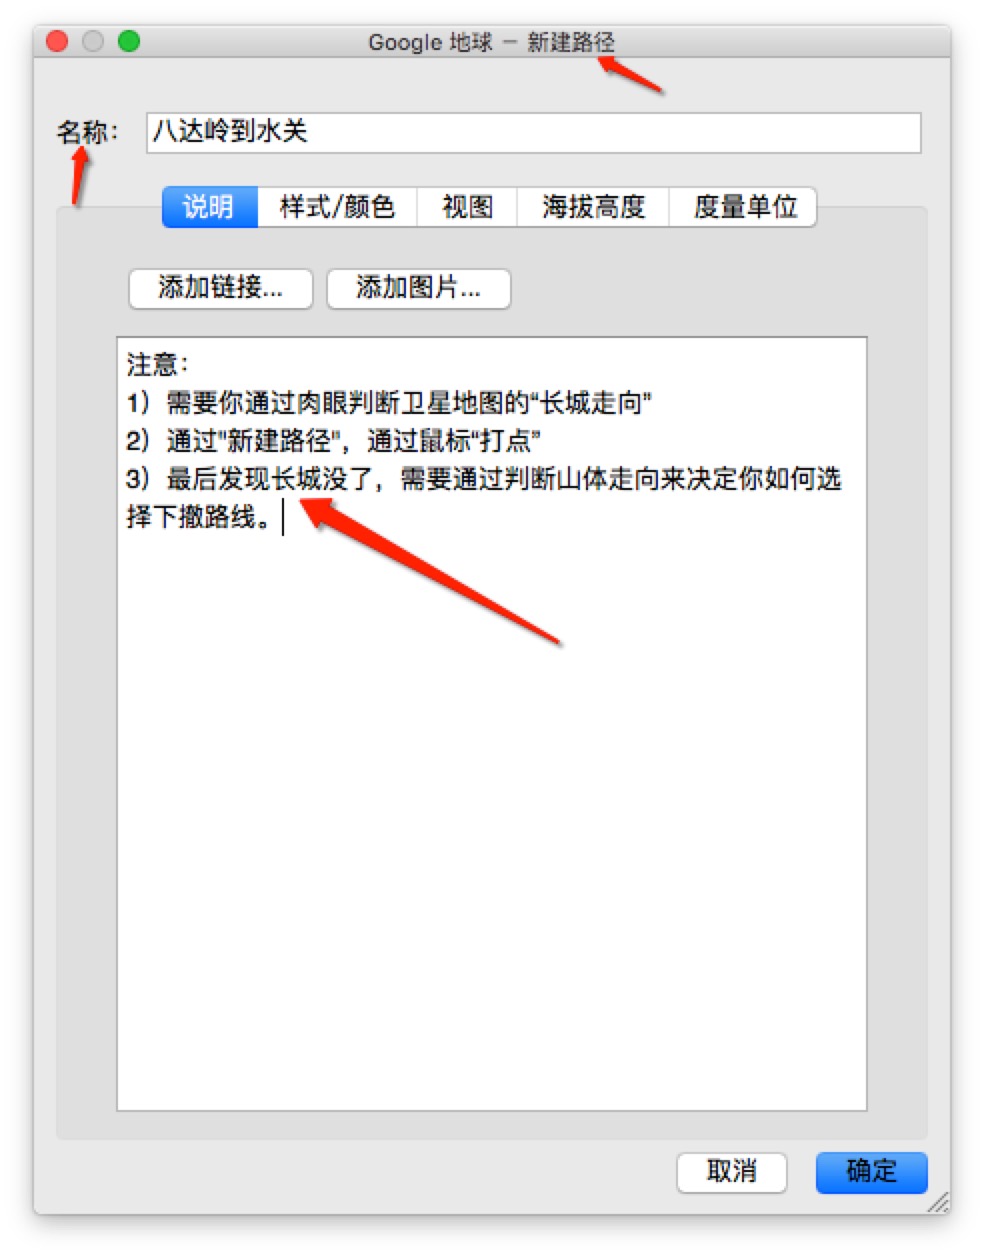 Google 地球 － 新建路径
名称：
八达岭到水关
说明
样式/颜色
视图
海拔高度
度量单位
添加链接...
添加图片...
注意：
1）需要你通过肉眼判断卫星地图的“长城走向”
2）通过"新建路径"，通过鼠标“打点”
3）最后发现长城没了，需要通过判断山体走向来决定你如何选
择下撤路线。
取消
确定